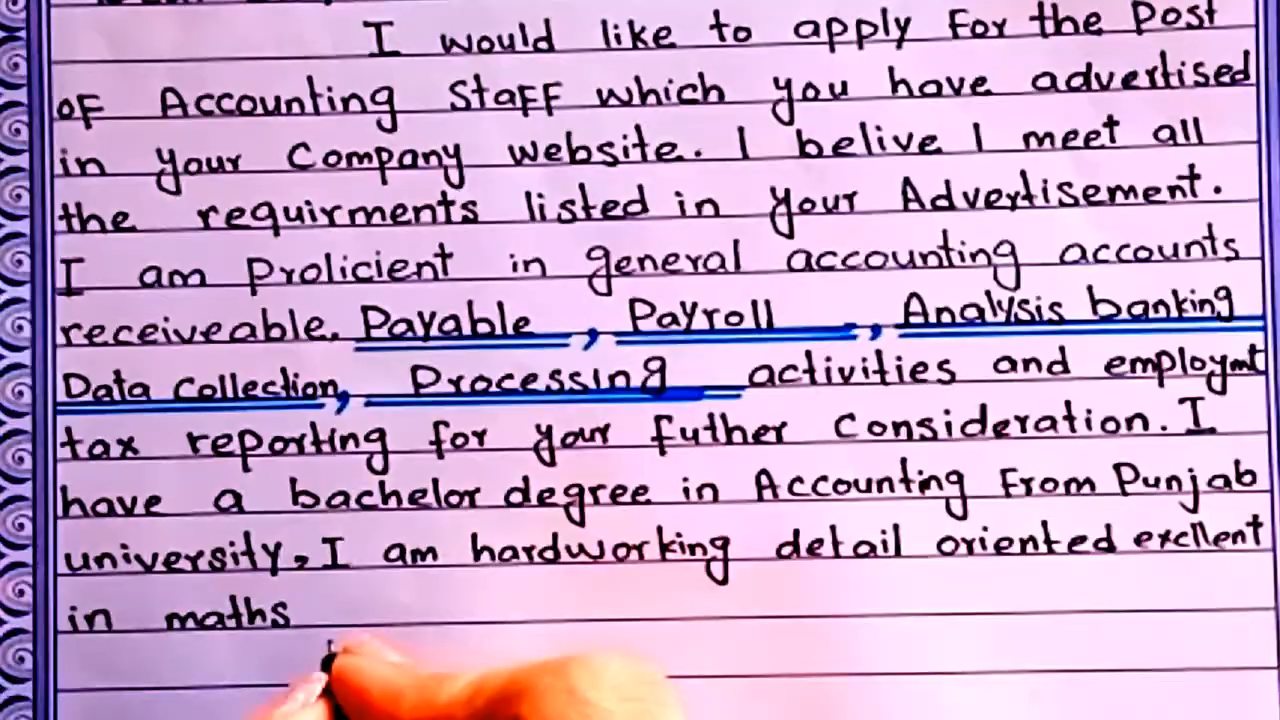 I would like to apply For the Post
oF Accounting StaFF which you have advertised
in your Company website. I belive I meet all
the requirments listed in your Advertisement.
I am Prolicient in general accounting accounts
receiveable, Payable , Payroll , Analysis banking
Data Collection, Processing activities and employmt
tax reporting for your futher Consideration. I
have a bachelor degree in Accounting From Punjab
university, I am hardworking detail oriented excllent
in maths